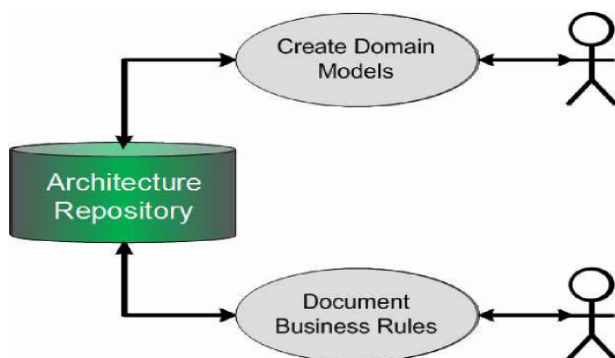 Create Domain
Models
Architecture
Repository
Document
Business Rules